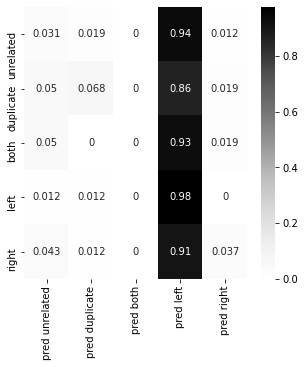 unrelated 0.031 0.019 0 0.94 0.012
duplicate 0.05 0.068 0 0.86 0.019
both 0.05 0 0 0.93 0.019
left 0.012 0.012 0 0.98 0
right 0.043 0.012 0 0.91 0.037
pred unrelated
pred duplicate
pred both
pred left
pred right
0.8
0.6
0.4
0.2
0.0